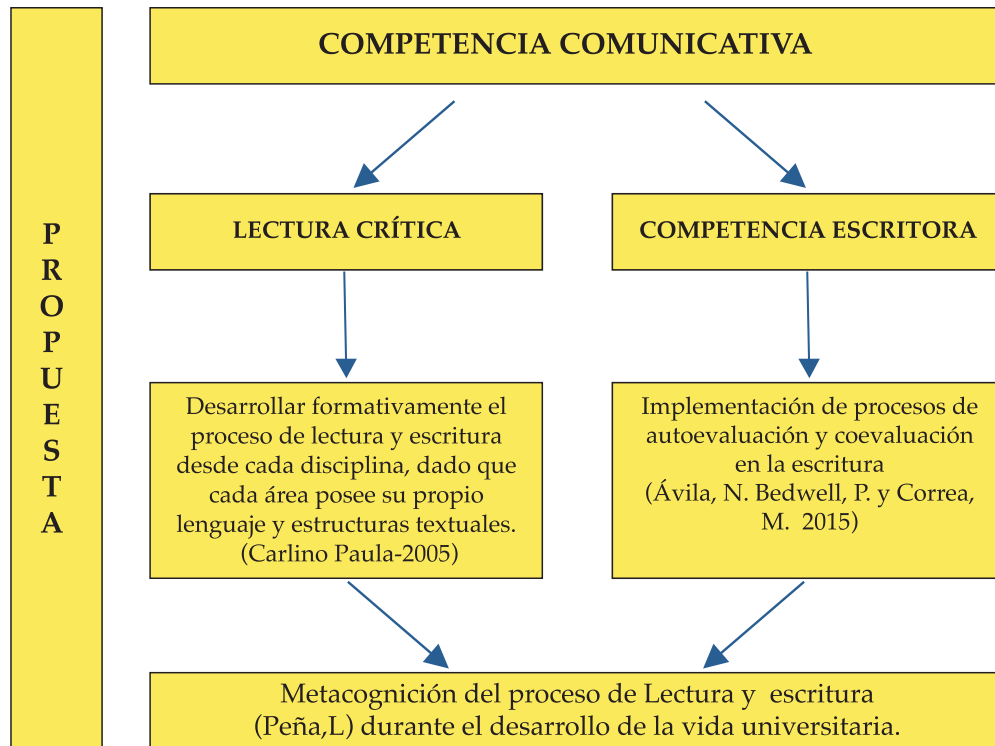 P
R
O
P
U
E
S
T
A
COMPETENCIA COMUNICATIVA
LECTURA CRÍTICA
COMPETENCIA ESCRITORA
Desarrollar formativamente el
proceso de lectura y escritura
desde cada disciplina, dado que
cada área posee su propio
lenguaje y estructuras textuales.
(Carlino Paula-2005)
Implementación de procesos de
autoevaluación y coevaluación
en la escritura
(Ávila, N. Bedwell, P. y Correa,
M. 2015)
Metacognición del proceso de Lectura y escritura
(Peña,L) durante el desarrollo de la vida universitaria.